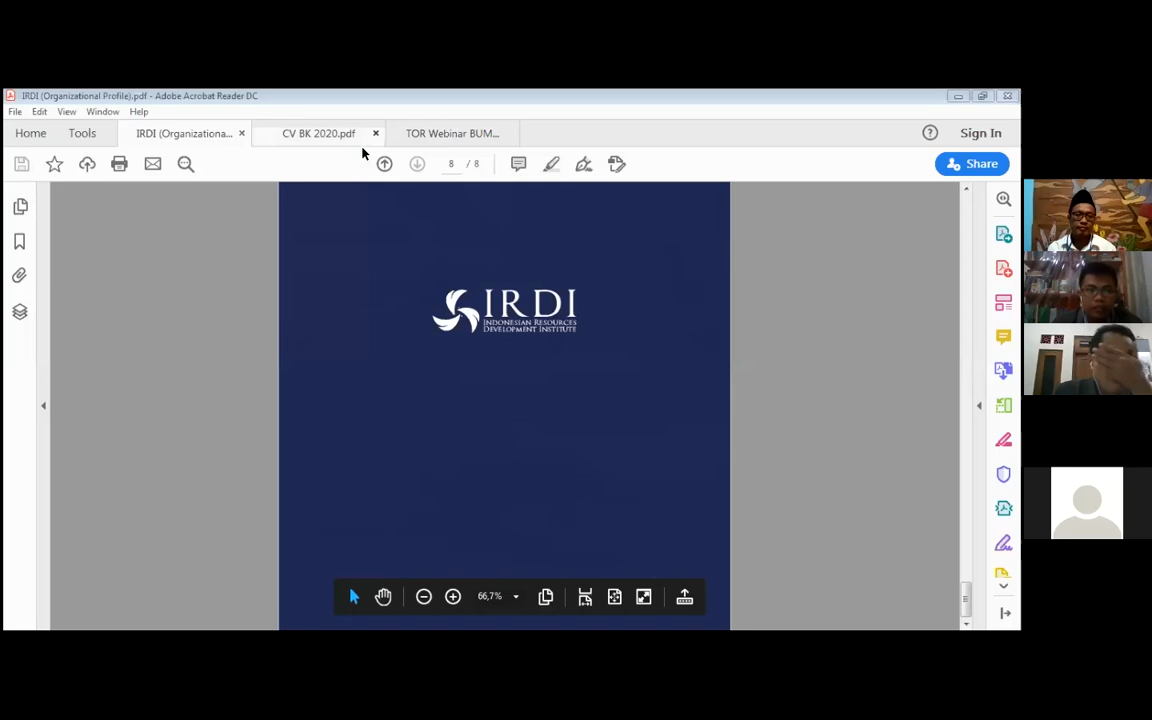 IRDI (Organizational Profile).pdf - Adobe Acrobat Reader DC
File Edit View Window Help
Home Tools IRDI (Organizationa... × CV BK 2020.pdf × TOR Webinar BUM... ? Sign In
8 / 8 Share
IRDI
INDONESIAN RESOURCES
DEVELOPMENT INSTITUTE
66,7%